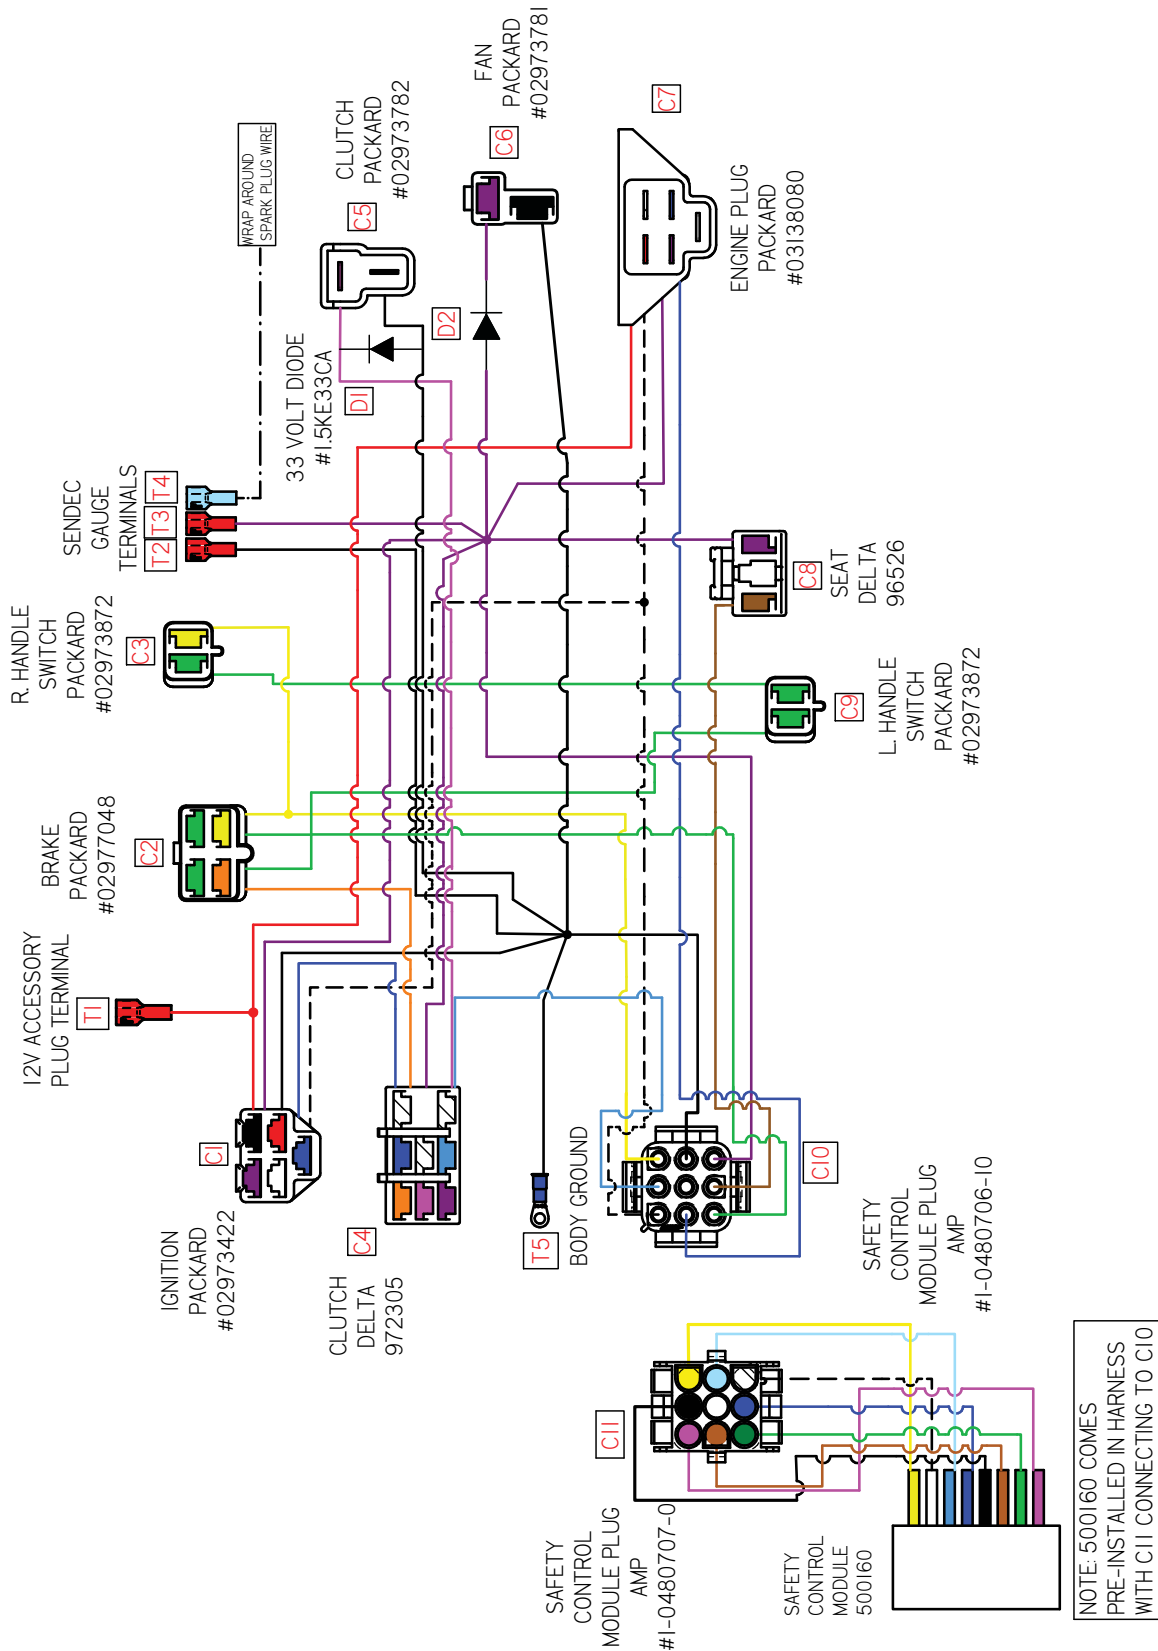 12V ACCESSORY
PLUG TERMINAL
T1
BRAKE
PACKARD
#02977048
C2
R. HANDLE
SWITCH
PACKARD
#02973872
C3
SENDEC
GAUGE
TERMINALS
T2
T3
T4
WRAP AROUND
SPARK PLUG WIRE
IGNITION
PACKARD
#02973422
C1
33 VOLT DIODE
#1.5KE33CA
D1
CLUTCH
PACKARD
#02973782
C5
FAN
PACKARD
#02973781
C6
D2
CLUTCH
DELTA
972305
C4
ENGINE PLUG
PACKARD
#03138080
C7
T5
BODY GROUND
SEAT
DELTA
96526
C8
L. HANDLE
SWITCH
PACKARD
#02973872
C9
SAFETY
CONTROL
MODULE PLUG
AMP
#1-0480706-10
C10
SAFETY
CONTROL
MODULE PLUG
AMP
#1-0480707-0
C11
SAFETY
CONTROL
MODULE
500160
NOTE: 500160 COMES
PRE-INSTALLED IN HARNESS
WITH C11 CONNECTING TO C10